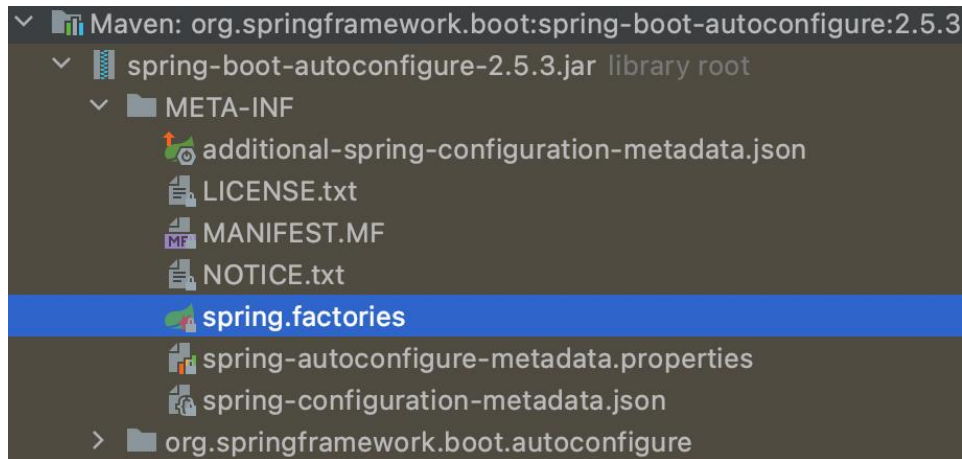 Maven: org.springframework.boot:spring-boot-autoconfigure:2.5.3
spring-boot-autoconfigure-2.5.3.jar library root
META-INF
additional-spring-configuration-metadata.json
LICENSE.txt
MF MANIFEST.MF
NOTICE.txt
spring.factories
spring-autoconfigure-metadata.properties
spring-configuration-metadata.json
org.springframework.boot.autoconfigure